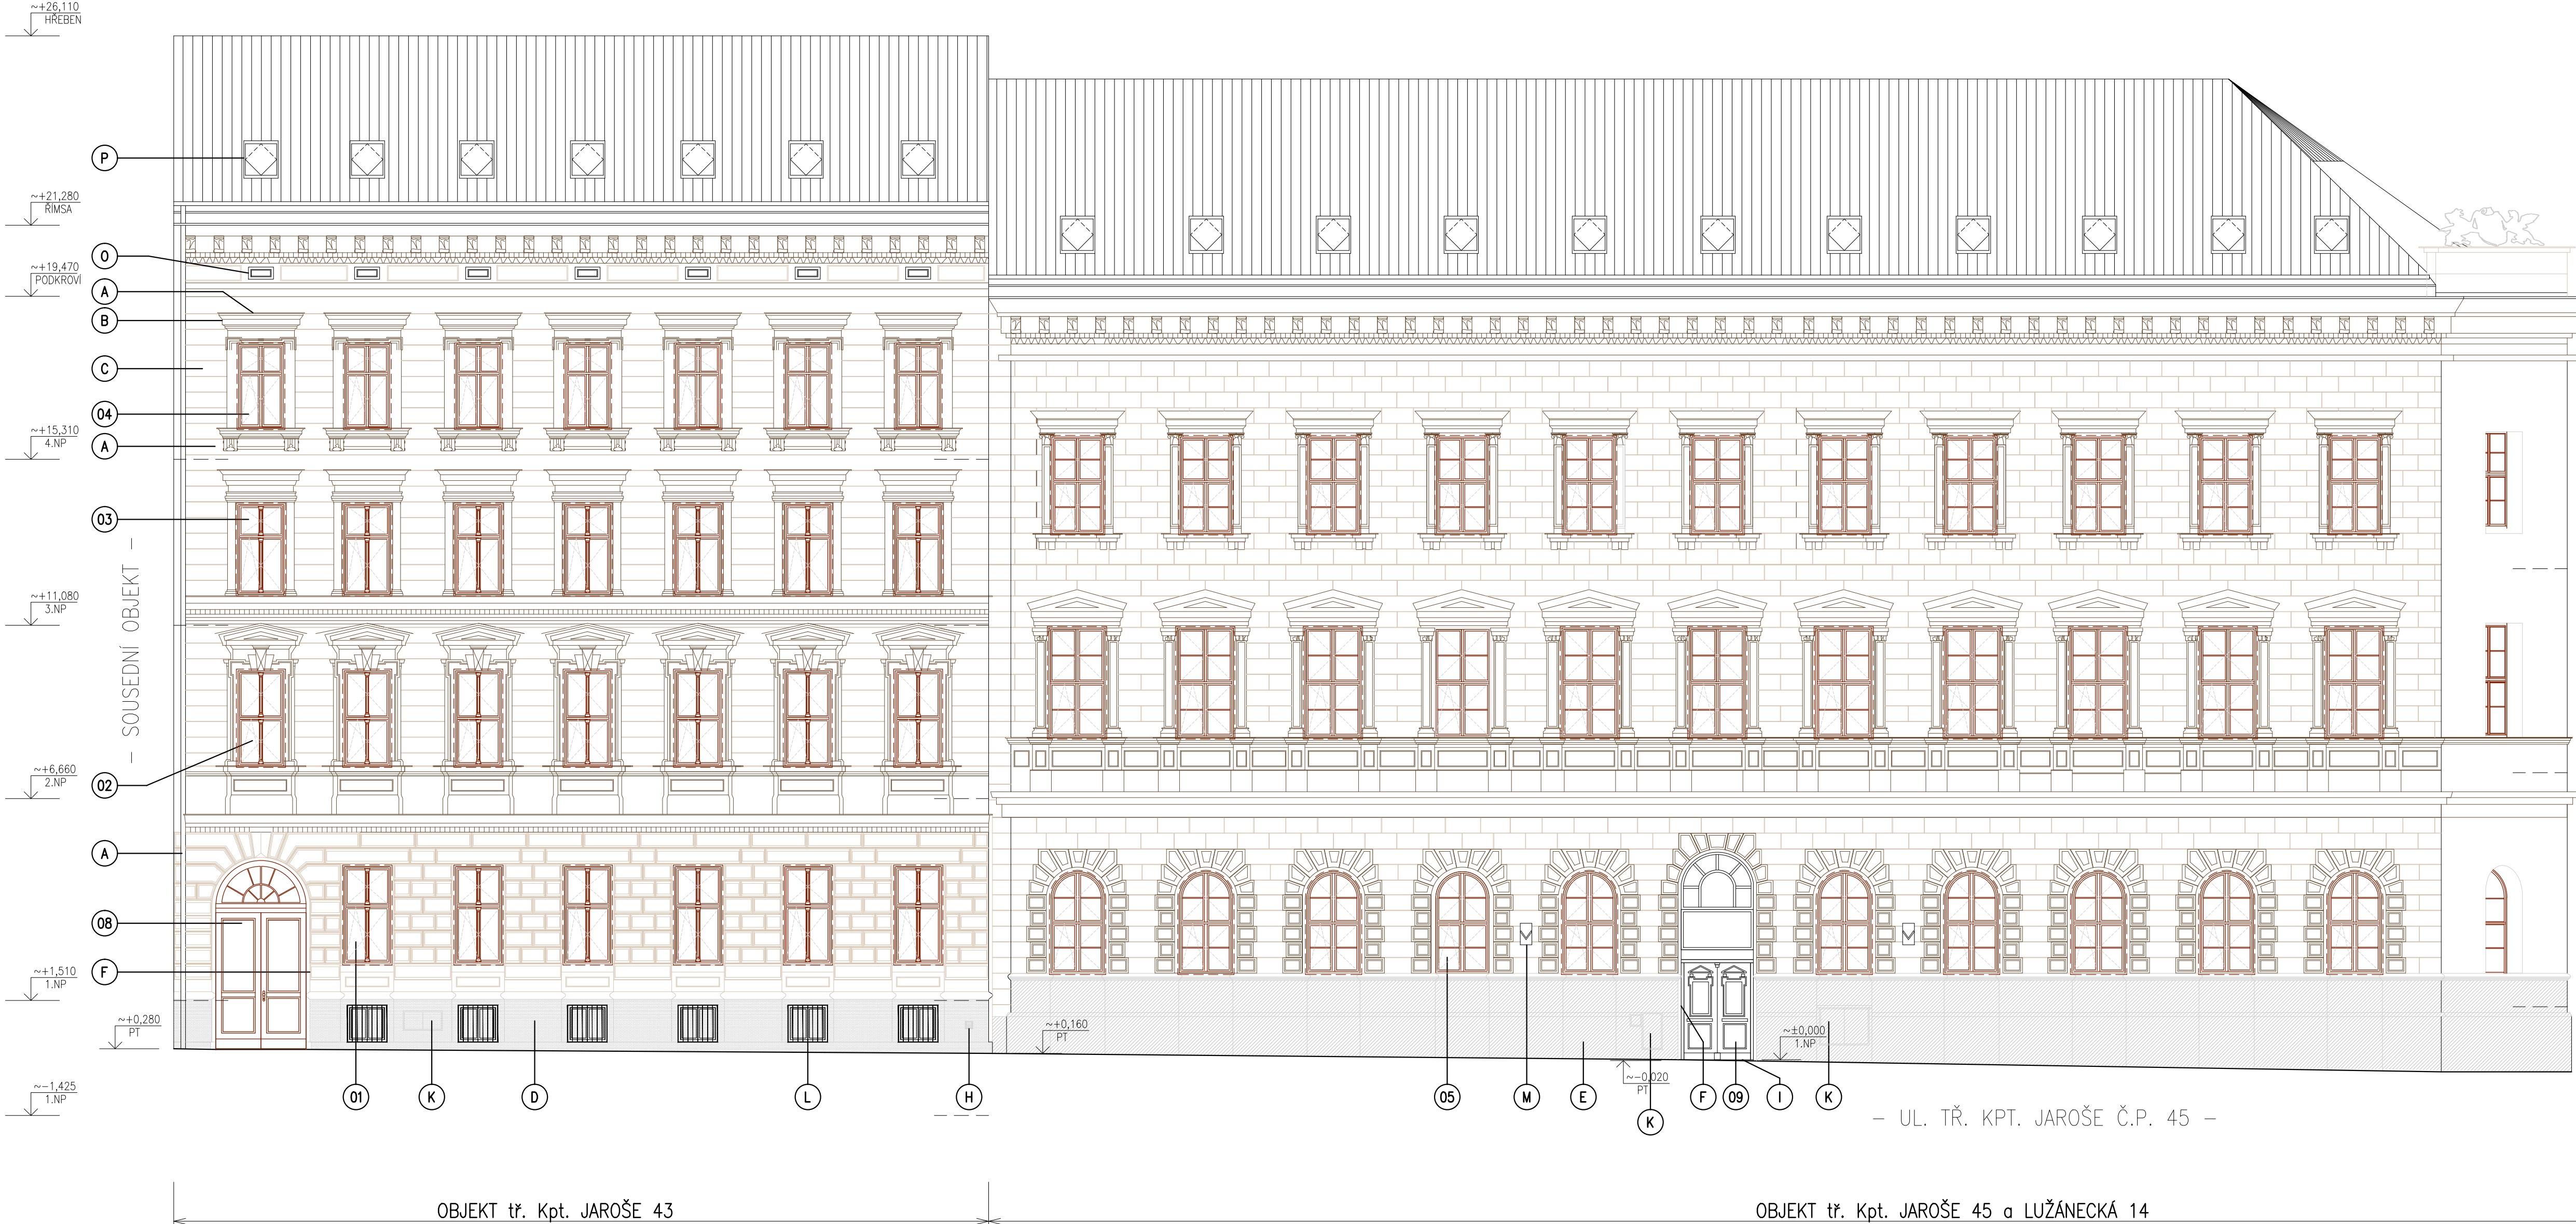 ~+26,110
HŘEBEN
P
~+21,280
ŘÍMSA
O
~+19,470
PODKROVÍ
A
B
C
04
~+15,310
4.NP
A
03
– SOUSEDNÍ OBJEKT –
~+11,080
3.NP
~+6,660
2.NP
02
A
08
F
~+1,510
1.NP
~+0,280
PT
~+0,160
PT
~±0,000
1.NP
~−0,020
PT
~−1,425
1.NP
01
K
D
L
H
05
M
E
K
F
09
I
K
– UL. TŘ. KPT. JAROŠE Č.P. 45 –
OBJEKT tř. Kpt. JAROŠE 43
OBJEKT tř. Kpt. JAROŠE 45 a LUŽÁNECKÁ 14